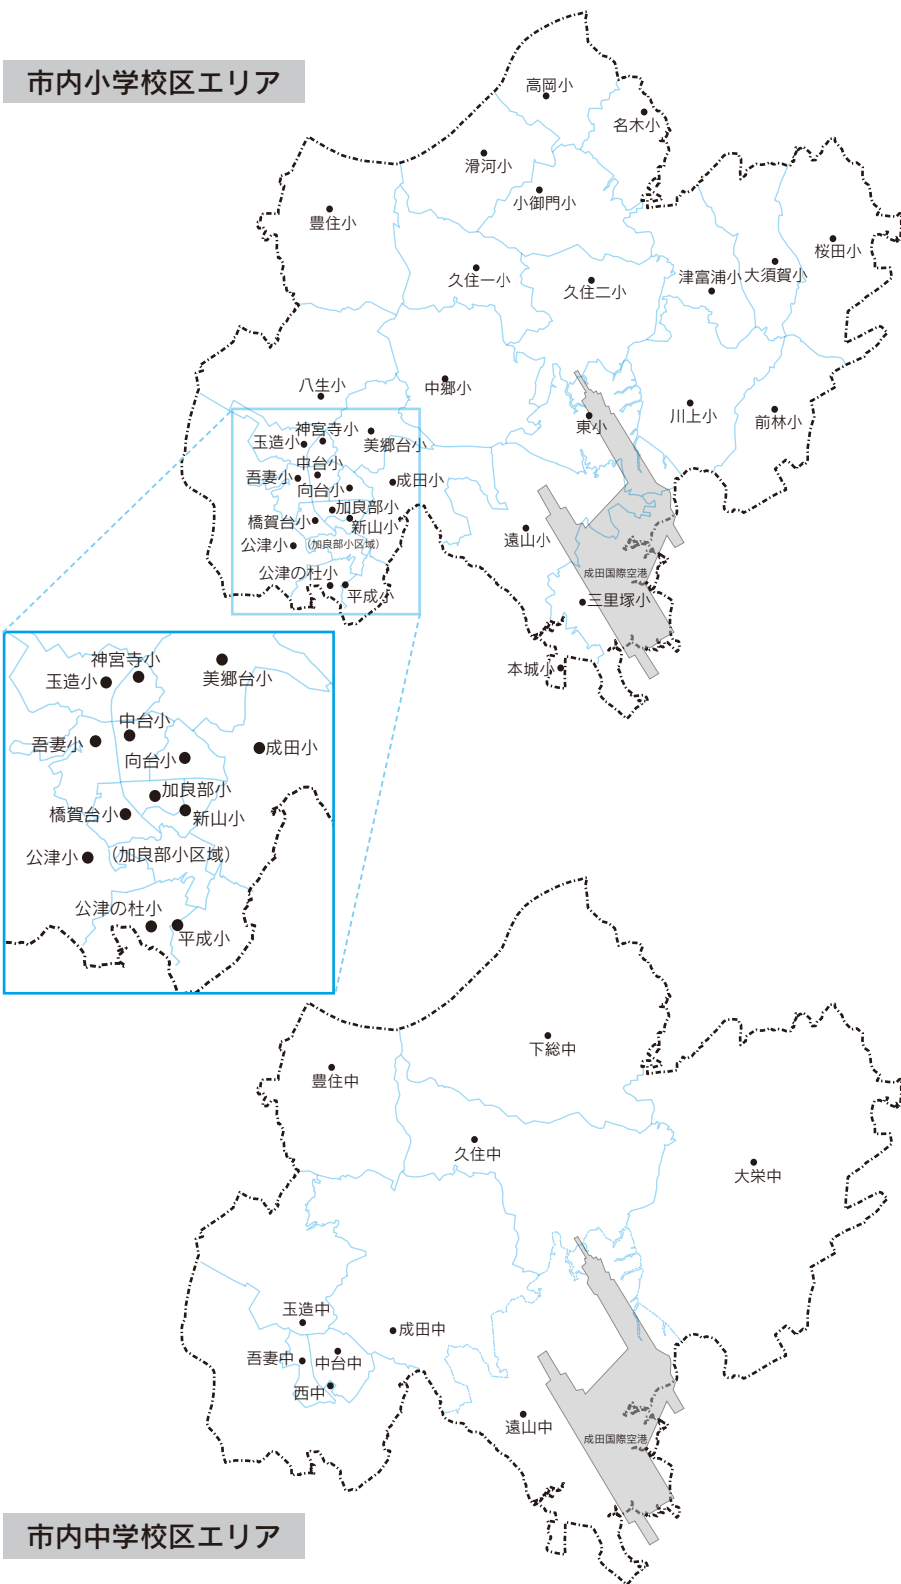 市内小学校区エリア
高岡小
名木小
滑河小
小御門小
豊住小
桜田小
久住一小
久住二小
津富浦小
大須賀小
八生小
中郷小
東小
川上小
前林小
神宮寺小
玉造小
美郷台小
中台小
吾妻小
向台小
成田小
加良部小
橋賀台小
新山小
公津小
(加良部小区域)
遠山小
公津の杜小
平成小
成田国際空港
三里塚小
本城小
神宮寺小
玉造小
美郷台小
中台小
吾妻小
向台小
成田小
加良部小
橋賀台小
新山小
公津小
(加良部小区域)
公津の杜小
平成小
下総中
豊住中
久住中
大栄中
玉造中
成田中
吾妻中
中台中
西中
遠山中
成田国際空港
市内中学校区エリア